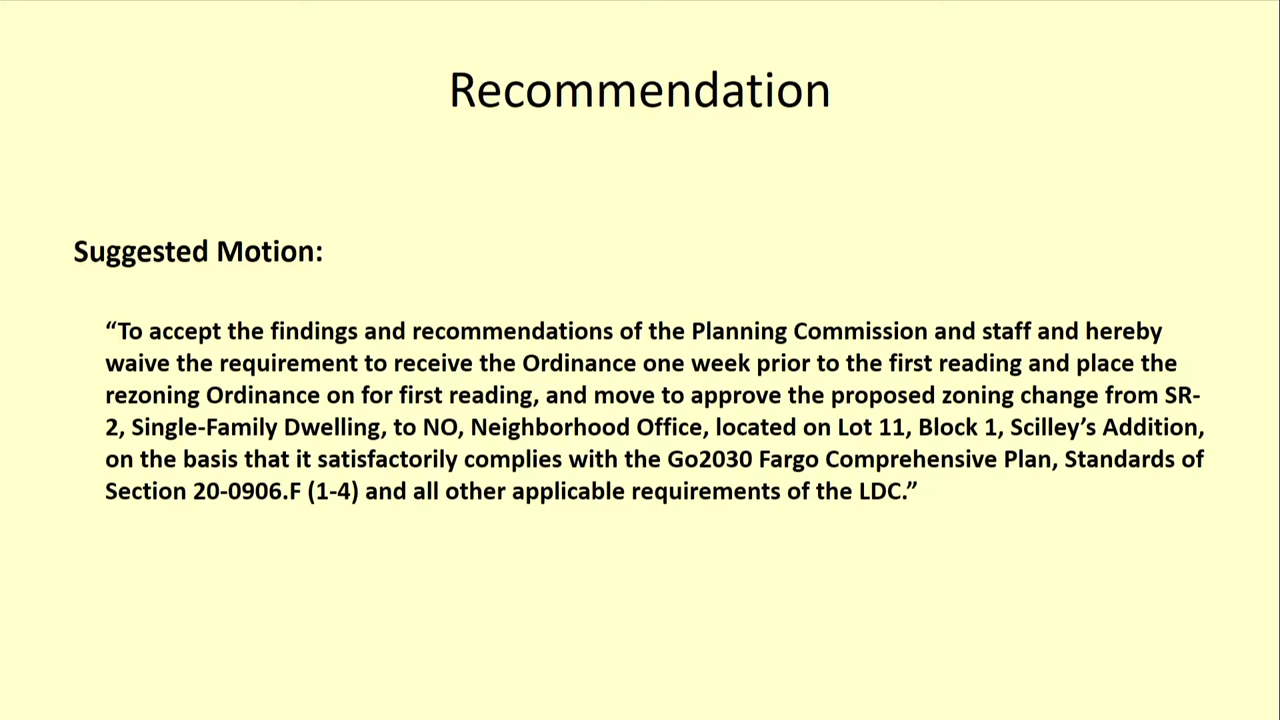 Recommendation
Suggested Motion:
“To accept the findings and recommendations of the Planning Commission and staff and hereby
waive the requirement to receive the Ordinance one week prior to the first reading and place the
rezoning Ordinance on for first reading, and move to approve the proposed zoning change from SR-
2, Single-Family Dwelling, to NO, Neighborhood Office, located on Lot 11, Block 1, Scilley’s Addition,
on the basis that it satisfactorily complies with the Go2030 Fargo Comprehensive Plan, Standards of
Section 20-0906.F (1-4) and all other applicable requirements of the LDC.”